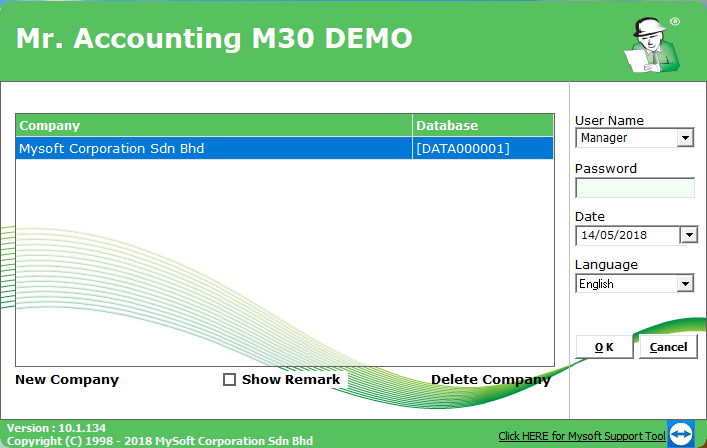 Mr. Accounting M30 DEMO
®
Company Database
Mysoft Corporation Sdn Bhd [DATA000001]
User Name
Manager
Password
Date
14/05/2018
Language
English
OK Cancel
New Company Show Remark Delete Company
Version : 10.1.134
Copyright (C) 1998 - 2018 MySoft Corporation Sdn Bhd
Click HERE for Mysoft Support Tool